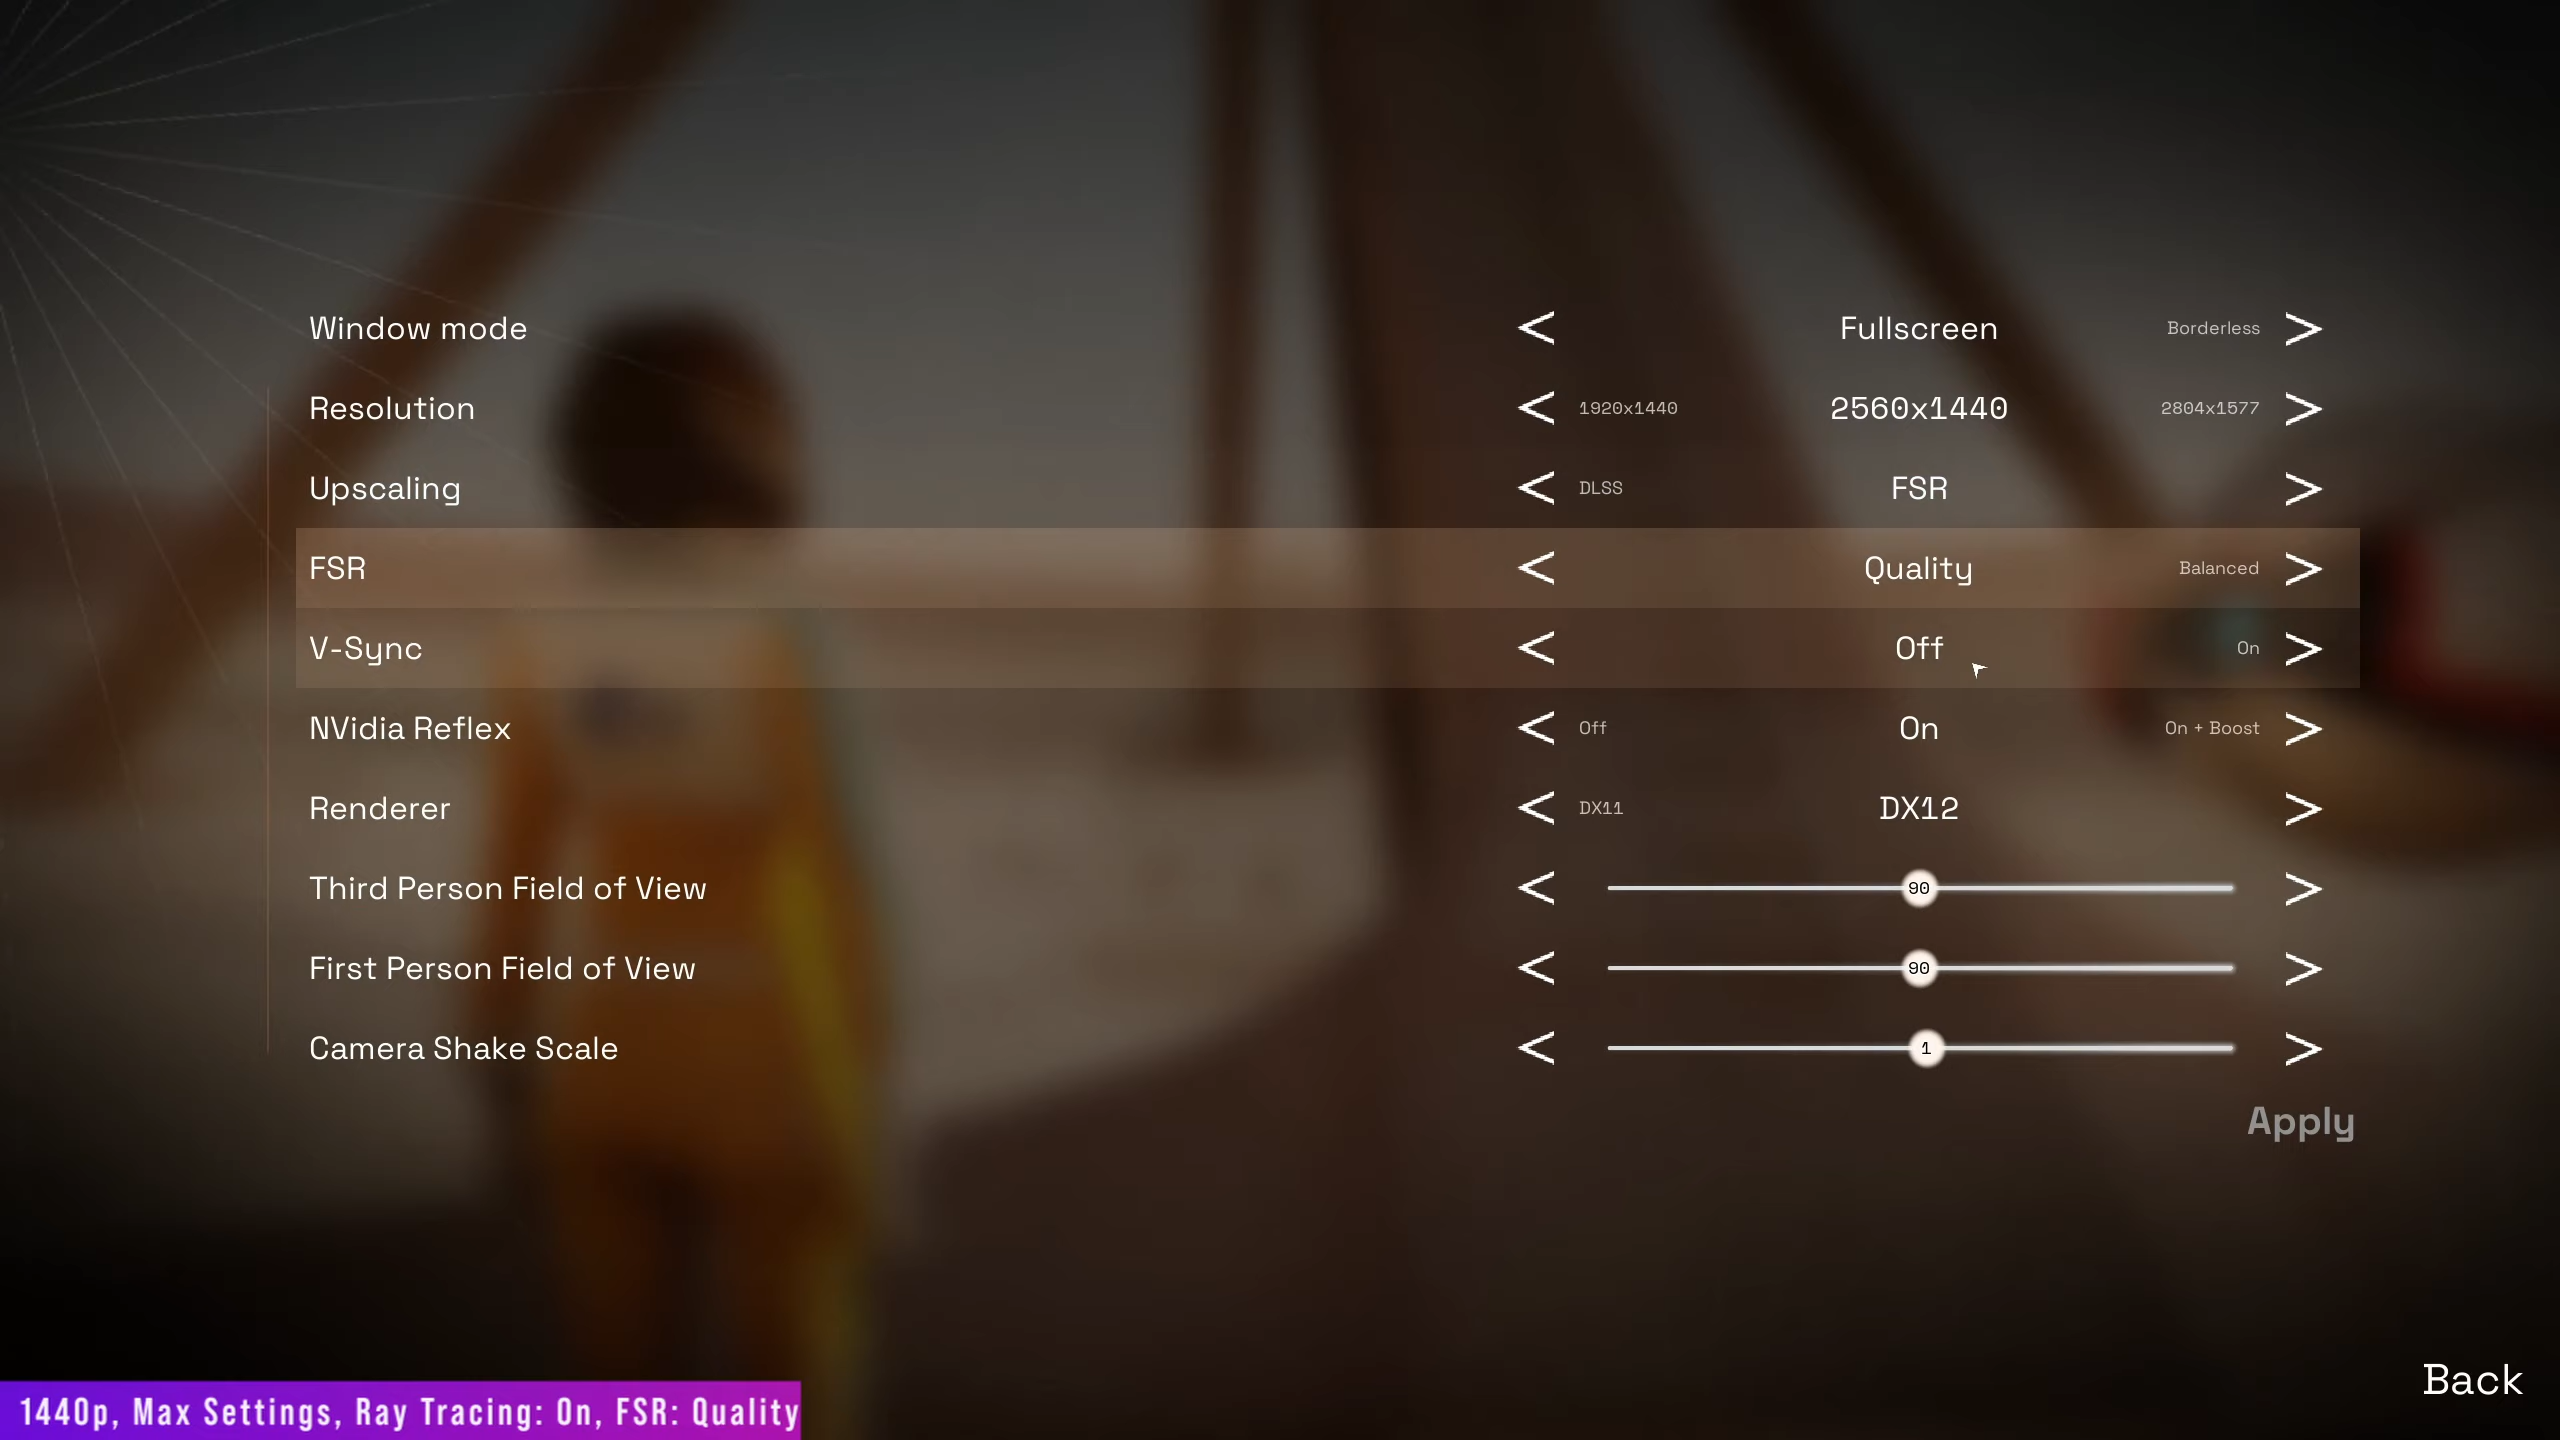 Window mode < Fullscreen Borderless >
Resolution < 1920x1440 2560x1440 2804x1577 >
Upscaling < DLSS FSR >
FSR < Quality Balanced >
V-Sync < Off On >
NVidia Reflex < Off On On + Boost >
Renderer < DX11 DX12 >
Third Person Field of View < 90 >
First Person Field of View < 90 >
Camera Shake Scale < 1 >
Apply
Back
1440p, Max Settings, Ray Tracing: On, FSR: Quality